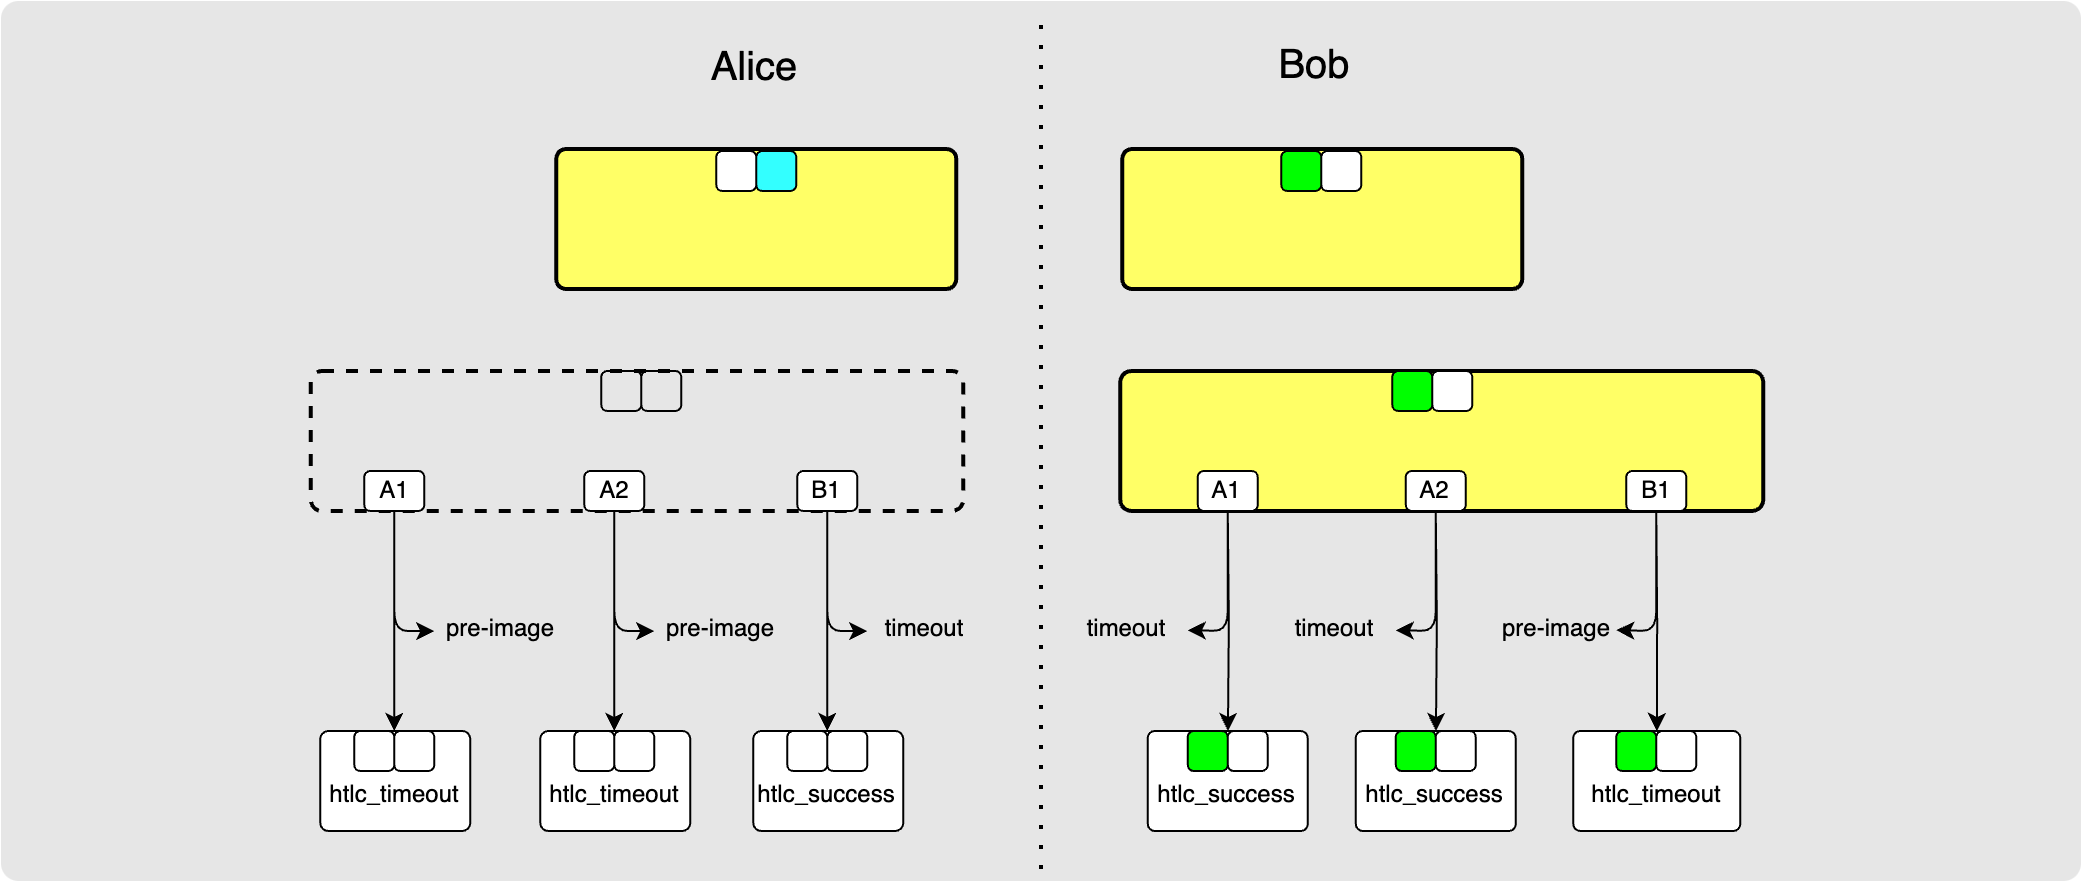 Alice
Bob
A1
A2
B1
A1
A2
B1
pre-image
pre-image
timeout
timeout
timeout
pre-image
htlc_timeout
htlc_timeout
htlc_success
htlc_success
htlc_success
htlc_timeout